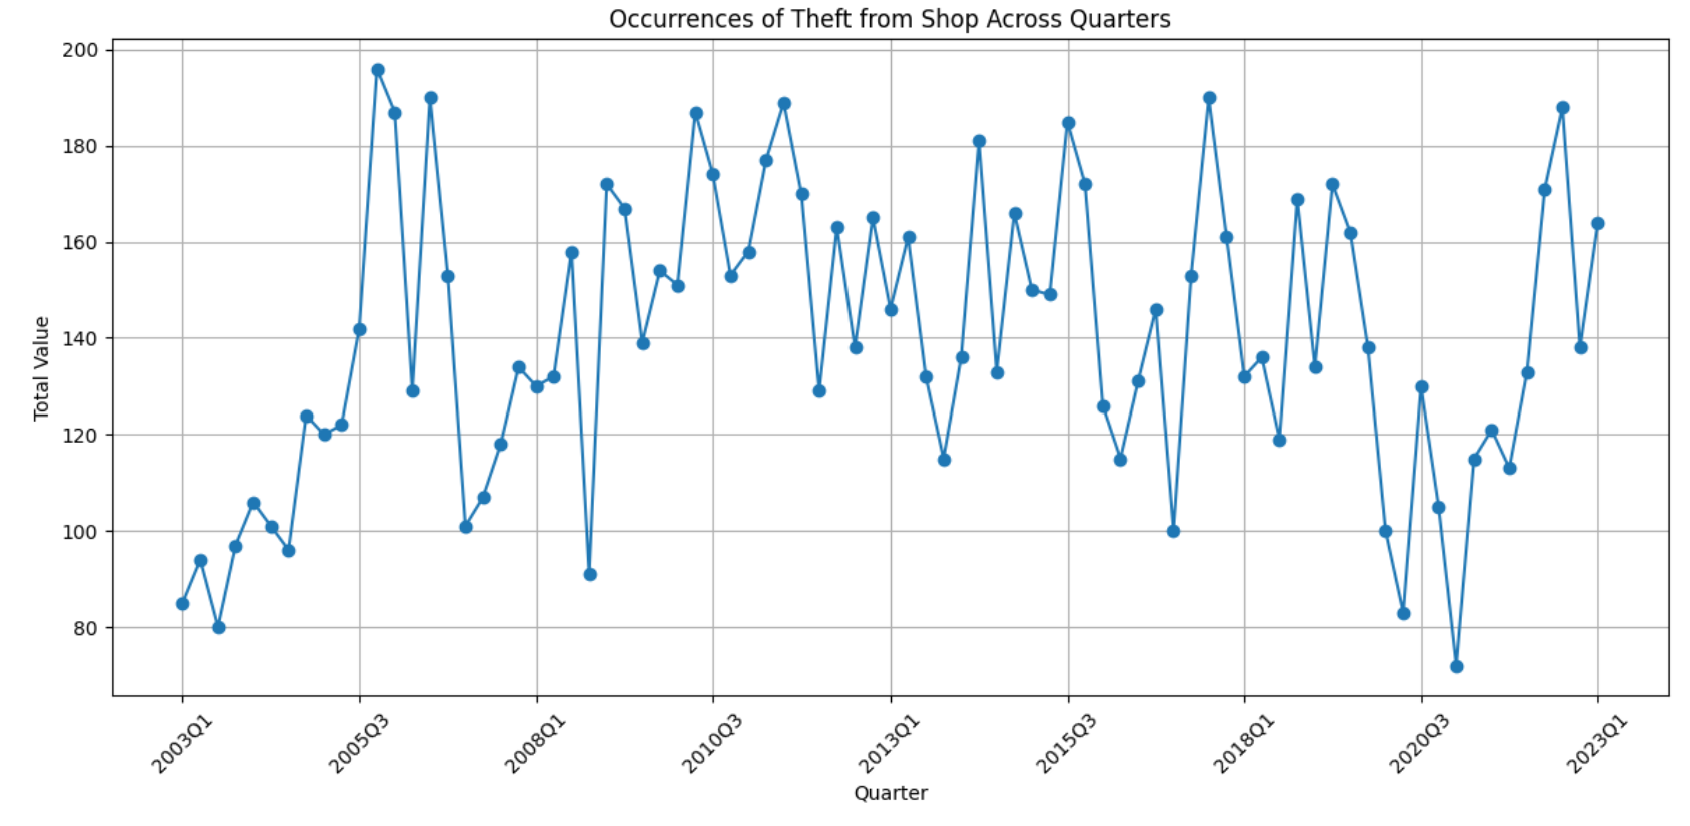 Occurrences of Theft from Shop Across Quarters
200
180
160
140
120
100
80
Total Value
2003Q1
2005Q3
2008Q1
2010Q3
2013Q1
2015Q3
2018Q1
2020Q3
2023Q1
Quarter